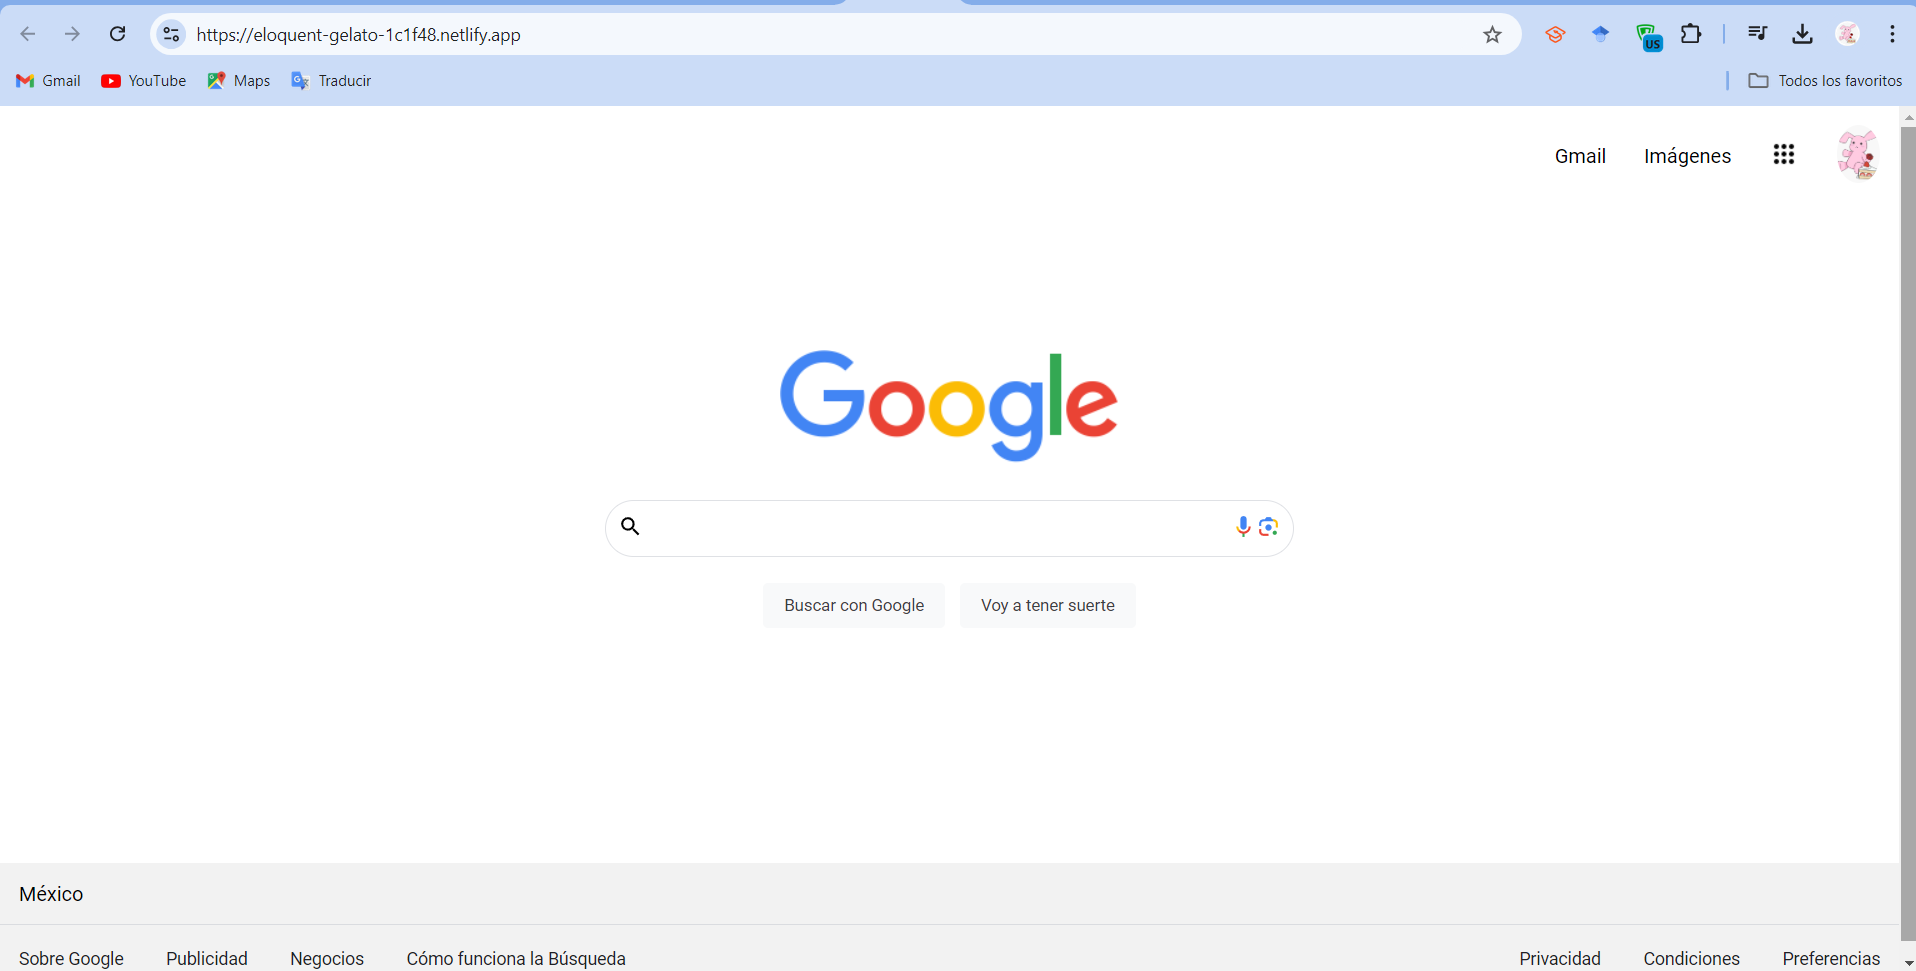 https://eloquent-gelato-1c1f48.netlify.app
US
Gmail YouTube Maps Traducir Todos los favoritos
Gmail Imágenes
Google
Buscar con Google Voy a tener suerte
México
Sobre Google Publicidad Negocios Cómo funciona la Búsqueda Privacidad Condiciones Preferencias